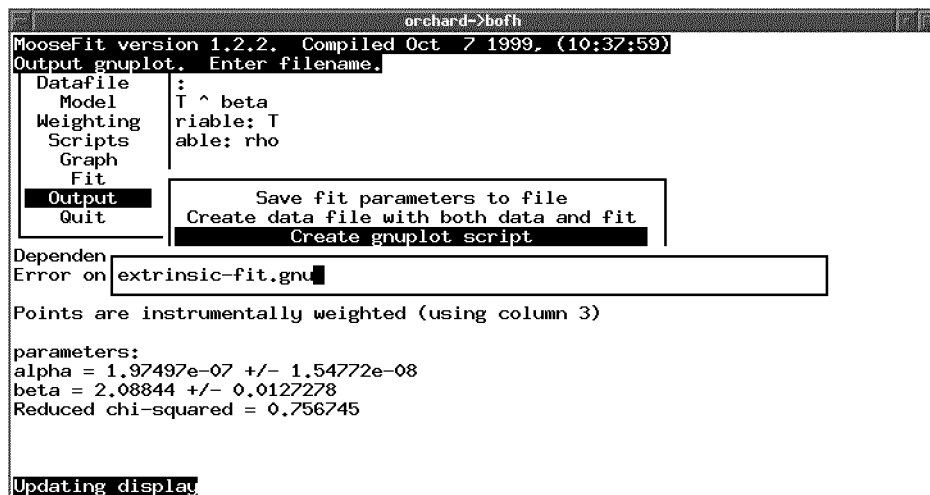 orchard->bofh
MooseFit version 1.2.2.  Compiled Oct  7 1999, (10:37:59)
Output gnuplot.  Enter filename.
Datafile :
Model T ^ beta
Weighting riable: T
Scripts able: rho
Graph
Fit
Output Save fit parameters to file
Quit Create data file with both data and fit
Create gnuplot script
Dependen
Error on extrinsic-fit.gnu
Points are instrumentally weighted (using column 3)
parameters:
alpha = 1.97497e-07 +/- 1.54772e-08
beta = 2.08844 +/- 0.0127278
Reduced chi-squared = 0.756745
Updating display